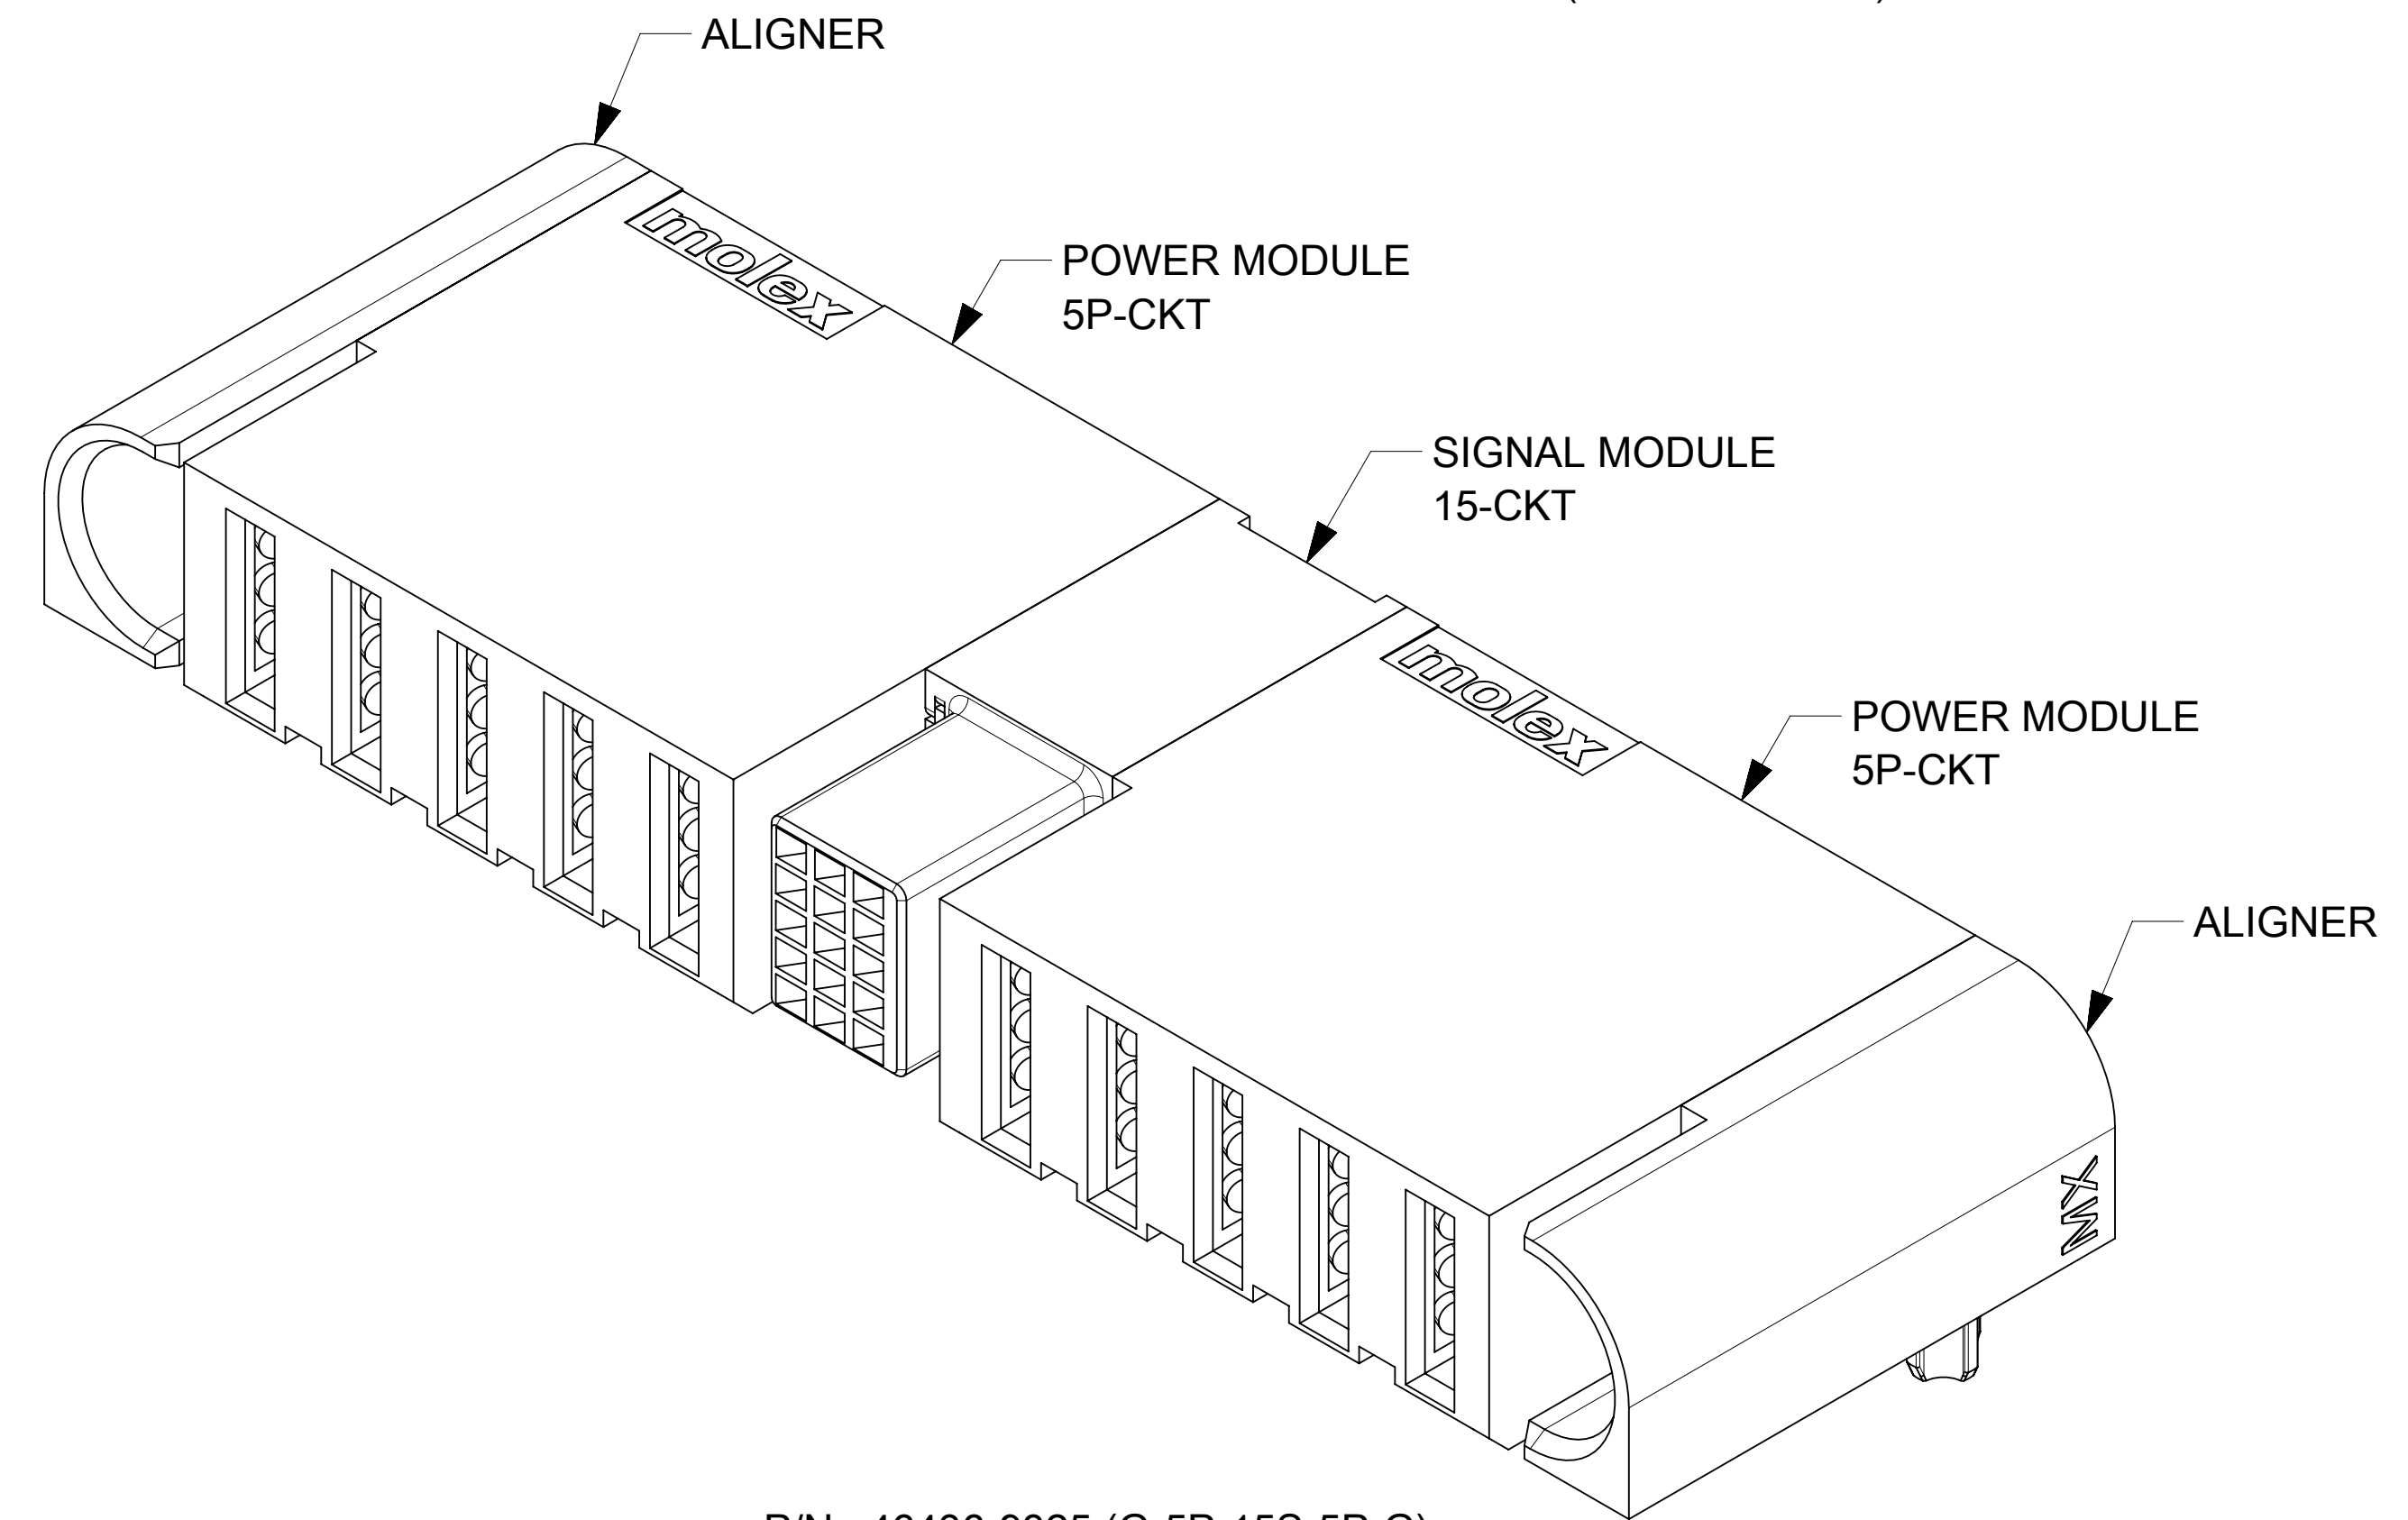 ALIGNER
molex
POWER MODULE
5P-CKT
SIGNAL MODULE
15-CKT
molex
POWER MODULE
5P-CKT
ALIGNER
MX